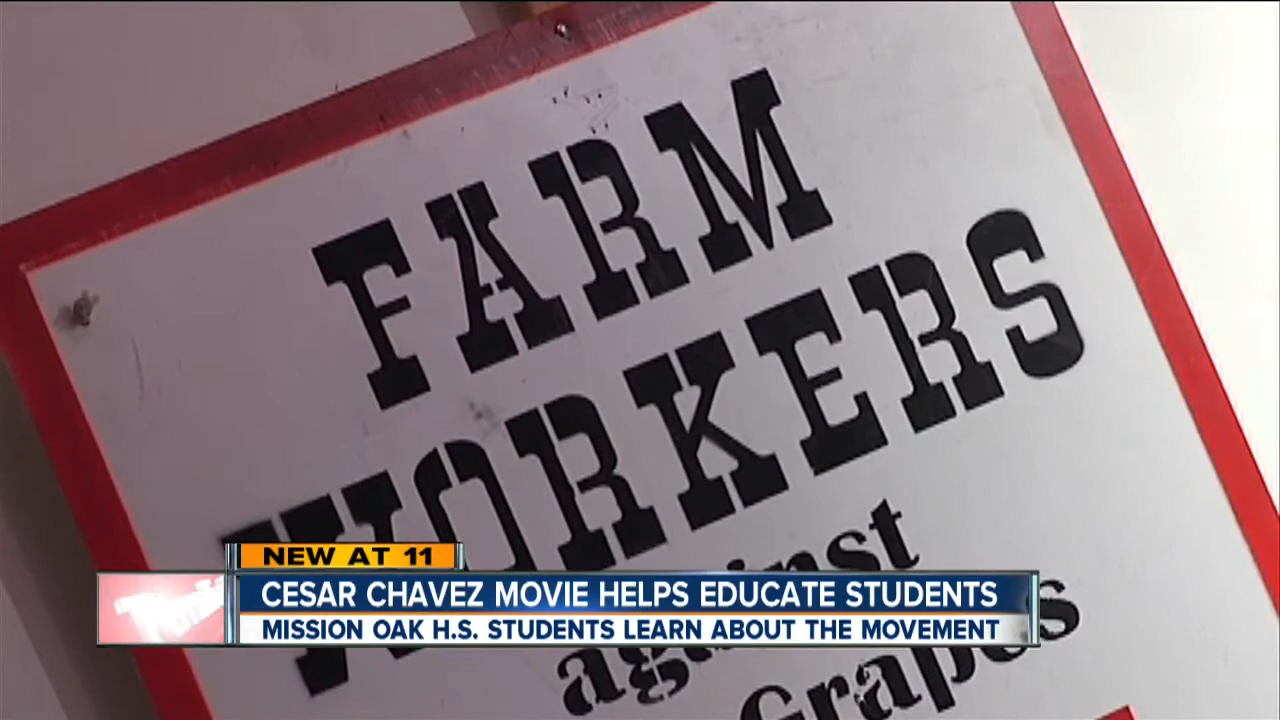 FARM
WORKERS
against
Grapes
NEW AT 11
CESAR CHAVEZ MOVIE HELPS EDUCATE STUDENTS
MISSION OAK H.S. STUDENTS LEARN ABOUT THE MOVEMENT